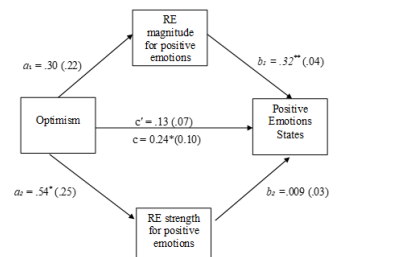 RE
magnitude
for positive
emotions
a₁ = .30 (.22)
b₁ = .32** (.04)
Optimism
c' = .13 (.07)
c = 0.24*(0.10)
Positive
Emotions
States
a₂ = .54* (.25)
b₂ =.009 (.03)
RE strength
for positive
emotions